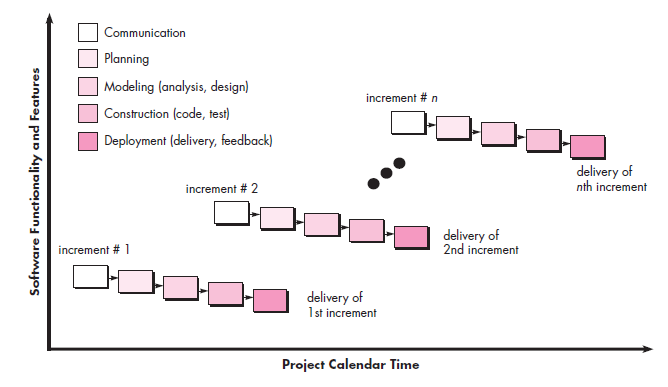 Communication
Planning
Modeling (analysis, design)
Construction (code, test)
Deployment (delivery, feedback)
Software Functionality and Features
increment # n
delivery of
nth increment
increment # 2
delivery of
2nd increment
increment # 1
delivery of
1st increment
Project Calendar Time